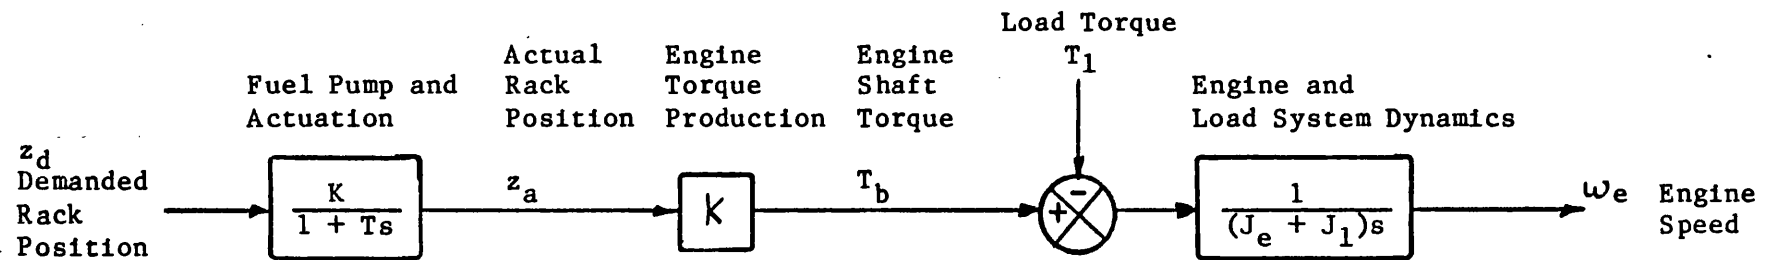 Load Torque
T1
Actual
Rack
Position
Engine
Torque
Production
Engine
Shaft
Torque
Fuel Pump and
Actuation
Engine and
Load System Dynamics
zd
Demanded
Rack
Position
K
1 + Ts
za
K
Tb
+
-
1
(Je + J1)s
ωe Engine
Speed